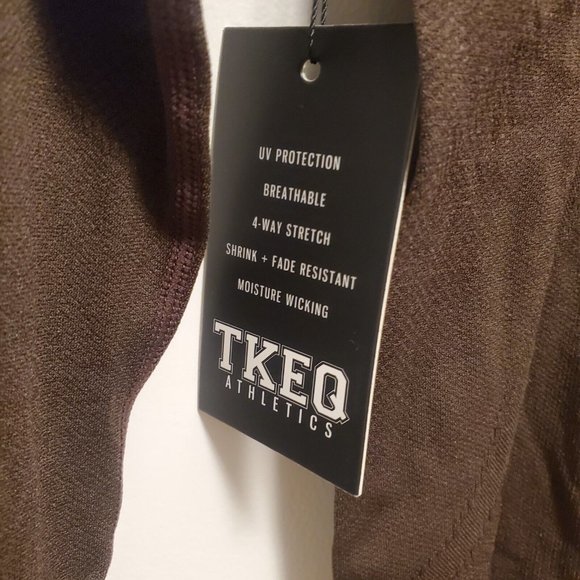 UV PROTECTION
BREATHABLE
4-WAY STRETCH
SHRINK + FADE RESISTANT
MOISTURE WICKING
TKEQ
ATHLETICS